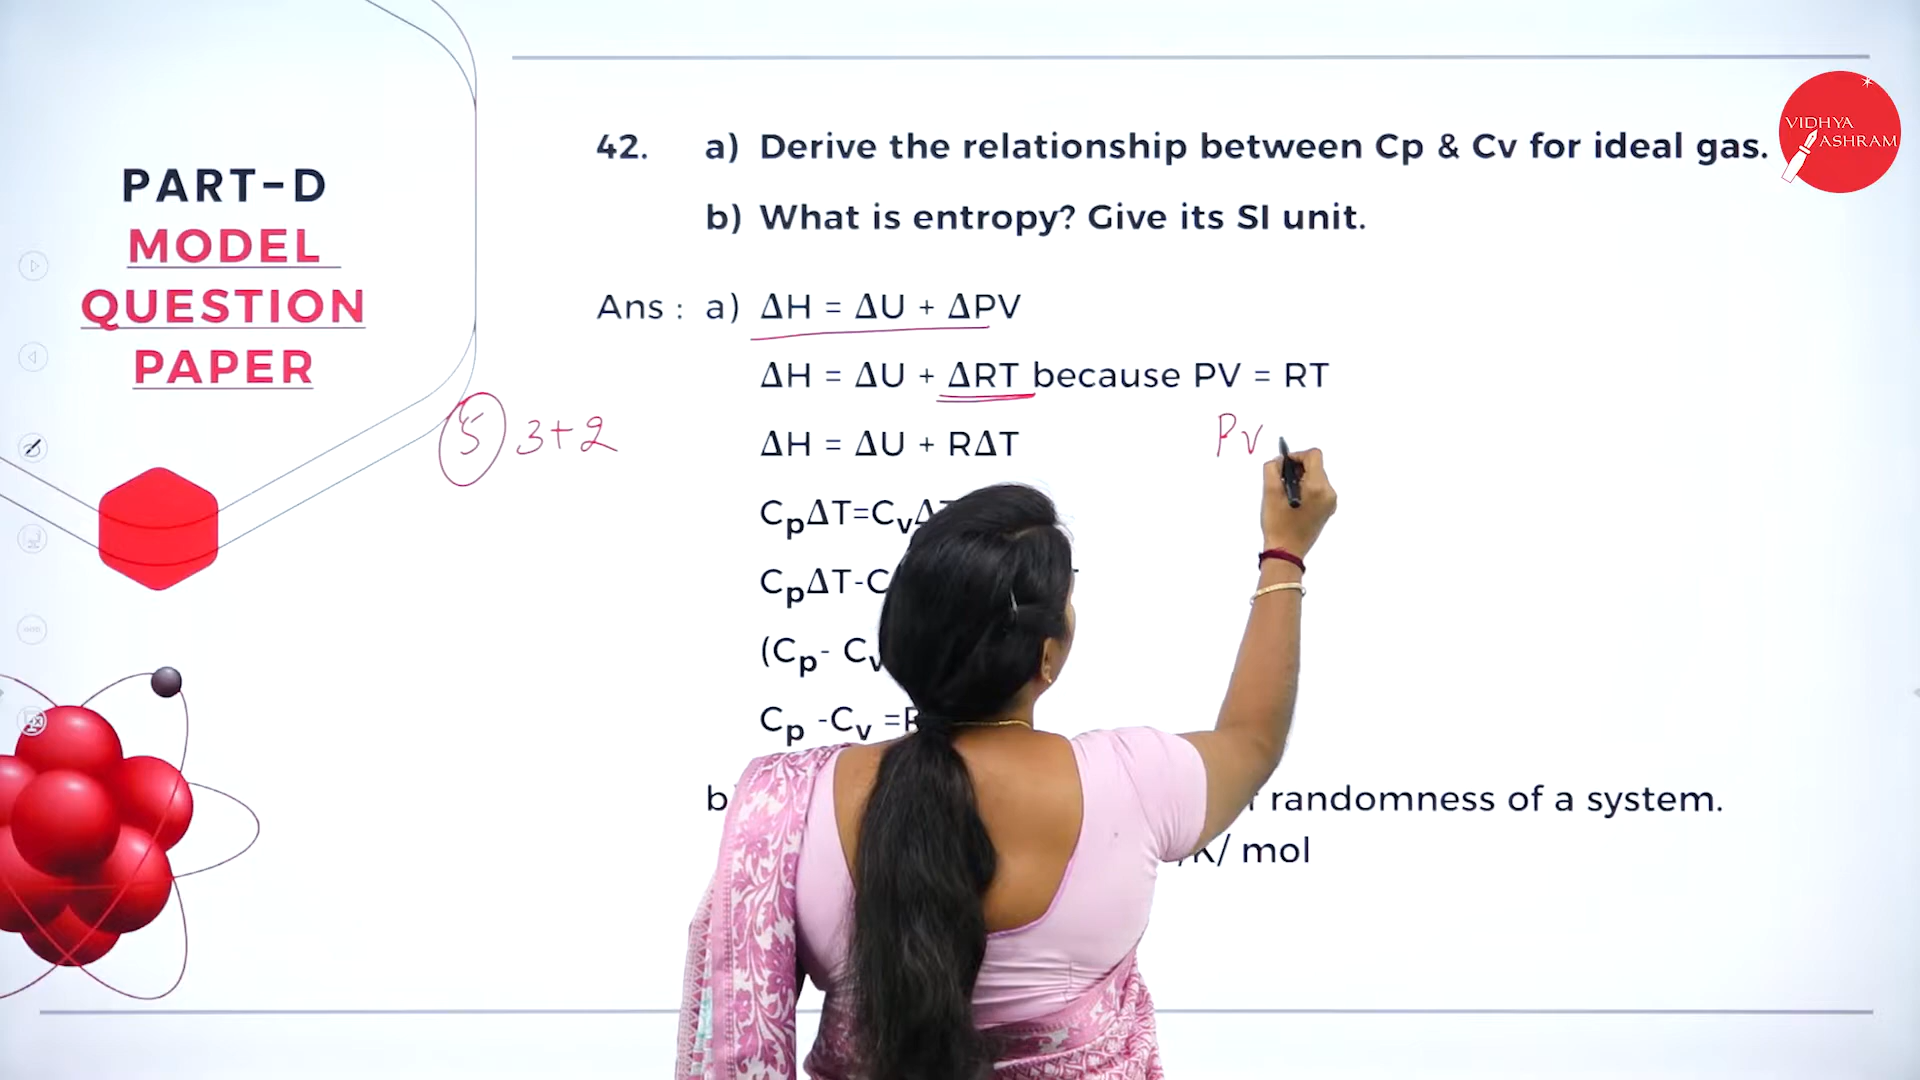 VIDHYA
ASHRAM
PART-D
MODEL
QUESTION
PAPER
42. a) Derive the relationship between Cp & Cv for ideal gas.
b) What is entropy? Give its SI unit.
Ans : a) ΔH = ΔU + ΔPV
ΔH = ΔU + ΔRT because PV = RT
5 3+2
PV
ΔH = ΔU + RΔT
CpΔT=CvΔ
CpΔT-C
(Cp- Cv
Cp -Cv =R
b randomness of a system.
/K/ mol